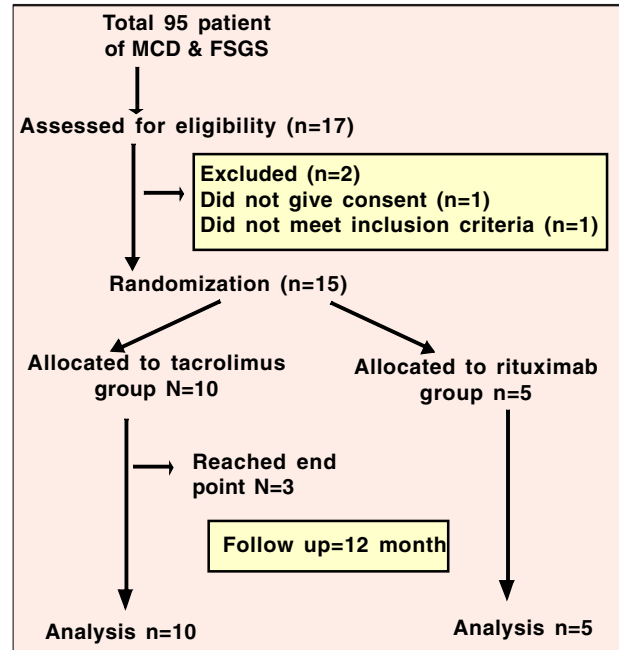 Total 95 patient
of MCD & FSGS
Assessed for eligibility (n=17)
Excluded (n=2)
Did not give consent (n=1)
Did not meet inclusion criteria (n=1)
Randomization (n=15)
Allocated to tacrolimus
group N=10
Allocated to rituximab
group n=5
Reached end
point N=3
Follow up=12 month
Analysis n=10
Analysis n=5